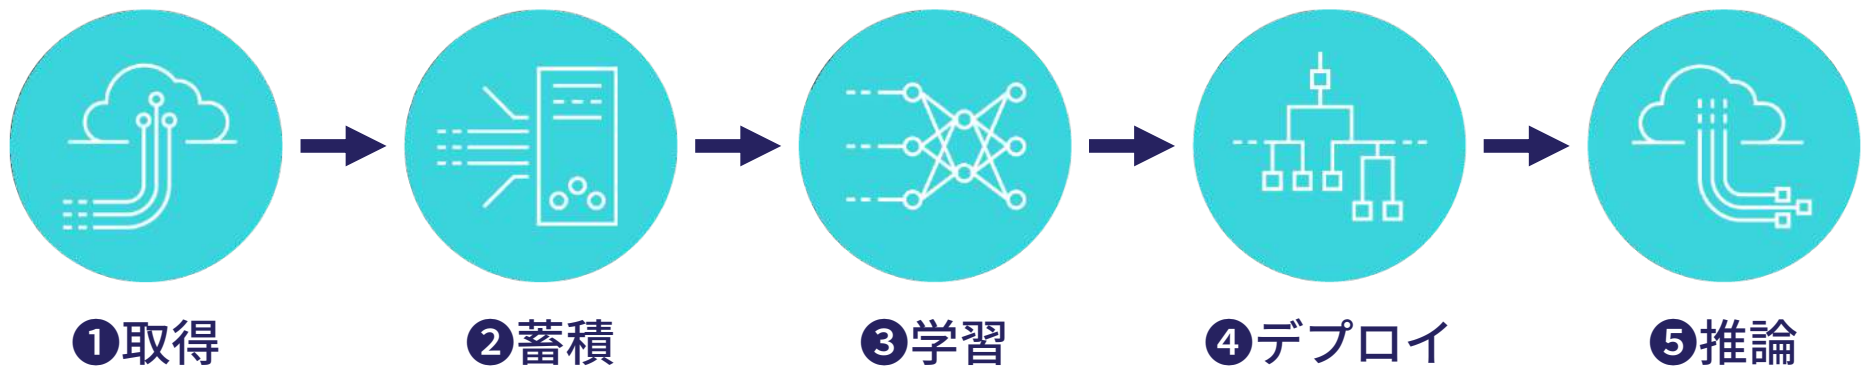 ❶取得
❷蓄積
❸学習
❹デプロイ
❺推論